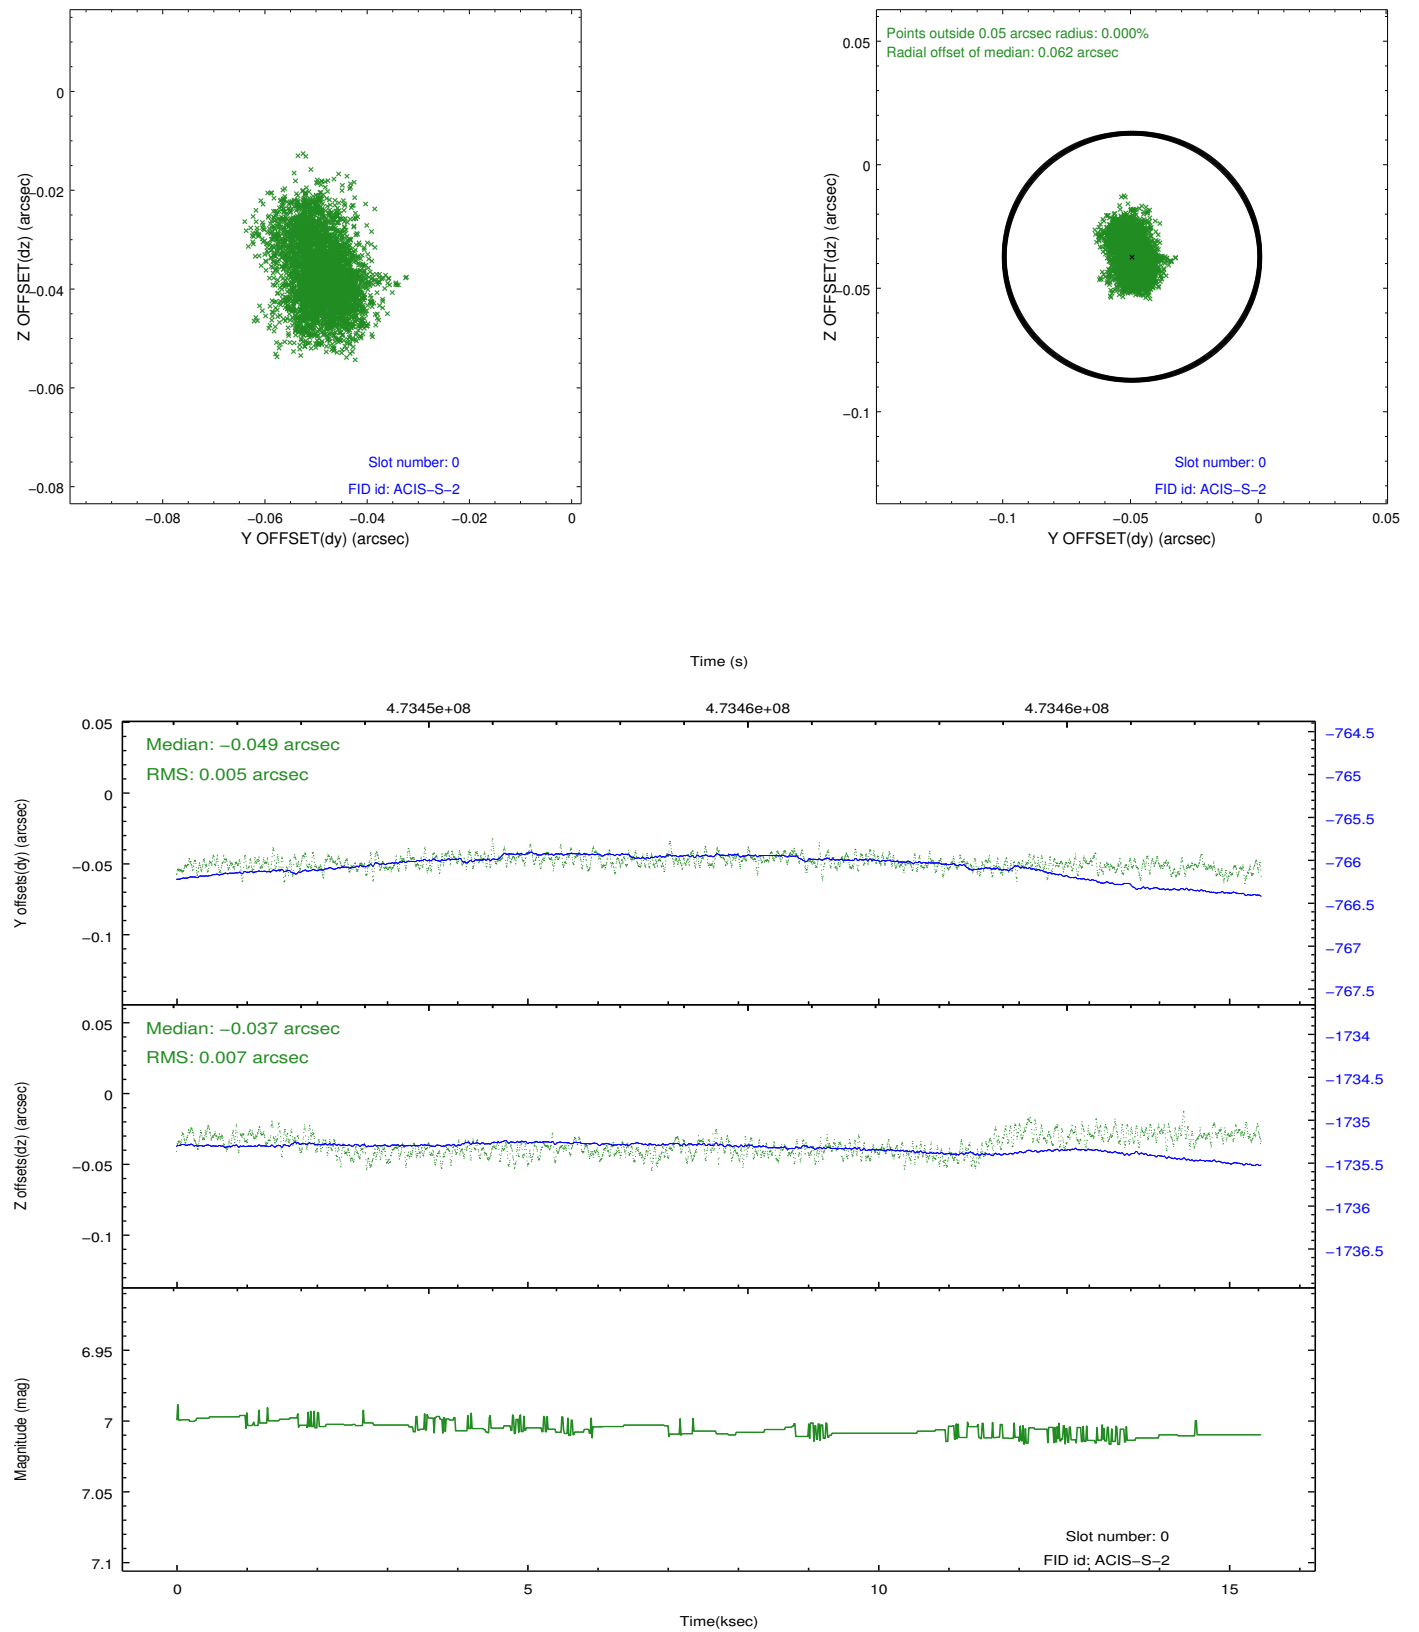 0
−0.02
−0.04
−0.06
−0.08
Z OFFSET(dz) (arcsec)
Slot number: 0
FID id: ACIS−S−2
−0.08
−0.06
−0.04
−0.02
0
Y OFFSET(dy) (arcsec)
Points outside 0.05 arcsec radius: 0.000%
Radial offset of median: 0.062 arcsec
0.05
0
−0.05
−0.1
Z OFFSET(dz) (arcsec)
Slot number: 0
FID id: ACIS−S−2
−0.1
−0.05
0
0.05
Y OFFSET(dy) (arcsec)
Time (s)
4.7345e+08
4.7346e+08
4.7346e+08
Median: −0.049 arcsec
RMS: 0.005 arcsec
0.05
0
−0.05
−0.1
Y offsets(dy) (arcsec)
−764.5
−765
−765.5
−766
−766.5
−767
−767.5
Median: −0.037 arcsec
RMS: 0.007 arcsec
0.05
0
−0.05
−0.1
Z offsets(dz) (arcsec)
−1734
−1734.5
−1735
−1735.5
−1736
−1736.5
6.95
7
7.05
7.1
Magnitude (mag)
Slot number: 0
FID id: ACIS−S−2
0
5
10
15
Time(ksec)